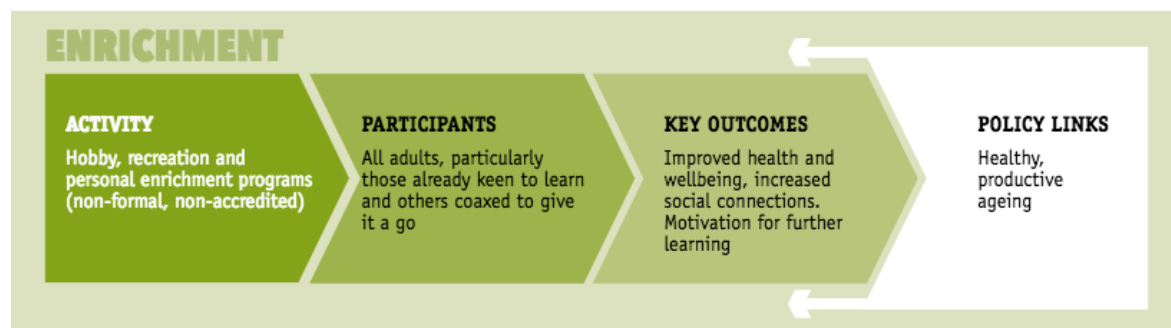 ENRICHMENT
ACTIVITY
Hobby, recreation and
personal enrichment programs
(non-formal, non-accredited)
PARTICIPANTS
All adults, particularly
those already keen to learn
and others coaxed to give
it a go
KEY OUTCOMES
Improved health and
wellbeing, increased
social connections.
Motivation for further
learning
POLICY LINKS
Healthy,
productive
ageing